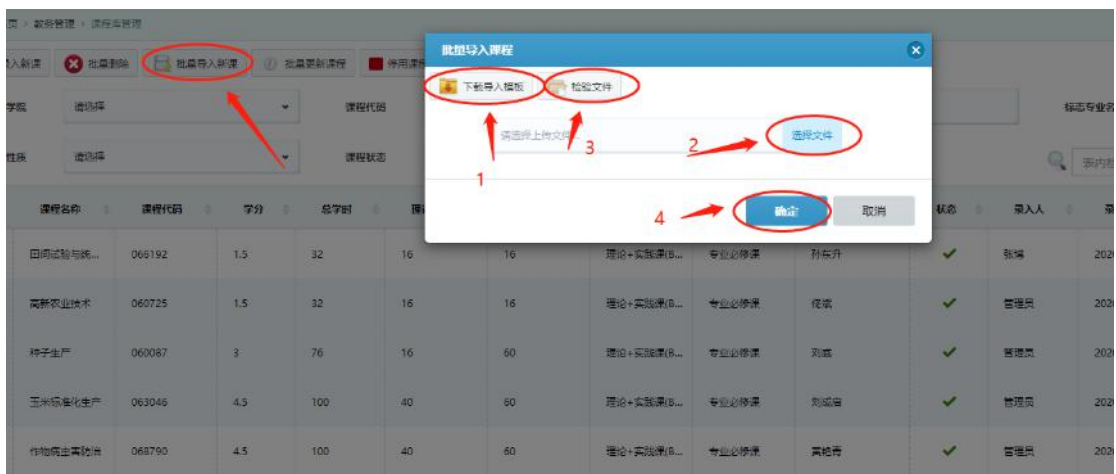 页 › 教务管理 › 课程库管理
批量导入课程
入新课 批量删除 批量导入新课 批量更新课程 停用课程
下载导入模板 检验文件
学院 请选择 课程代码 标志专业名
请选择上传文件... 选择文件
1 3 2
性质 请选择 课程状态
4 确定 取消
课程名称 课程代码 学分 总学时 状态 录入人
田间试验与统... 066192 1.5 32 16 16 理论+实践课(B... 专业必修课 孙东升 张博
高新农业技术 060725 1.5 32 16 16 理论+实践课(B... 专业必修课 管理员
种子生产 060087 3 76 16 60 理论+实践课(B... 专业必修课 管理员
玉米标准化生产 063046 4.5 100 40 60 理论+实践课(B... 专业必修课 管理员
作物病虫害防治 068790 4.5 100 40 60 理论+实践课(B... 专业必修课 黄艳青 管理员